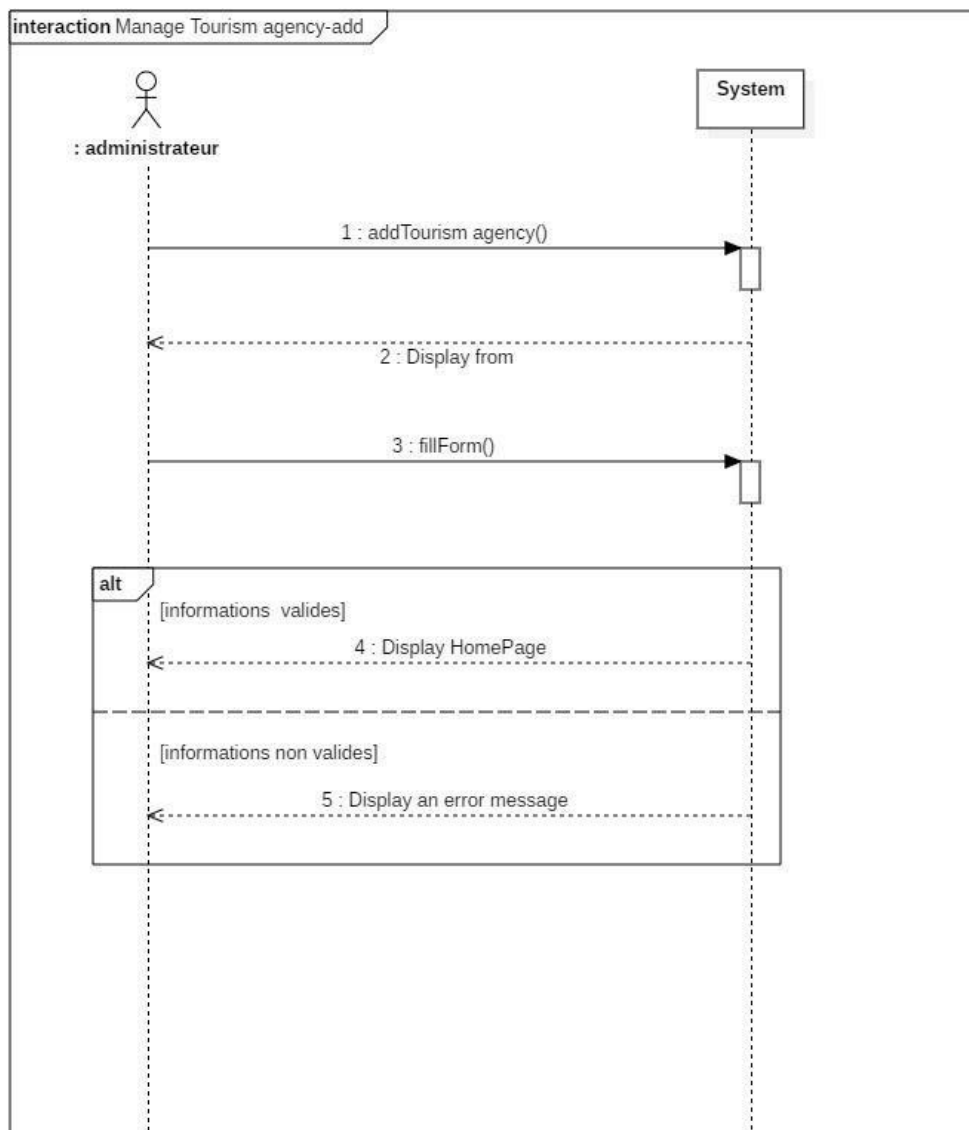 interaction Manage Tourism agency-add
System
: administrateur
1 : addTourism agency()
2 : Display from
3 : fillForm()
alt
[informations  valides]
4 : Display HomePage
[informations non valides]
5 : Display an error message